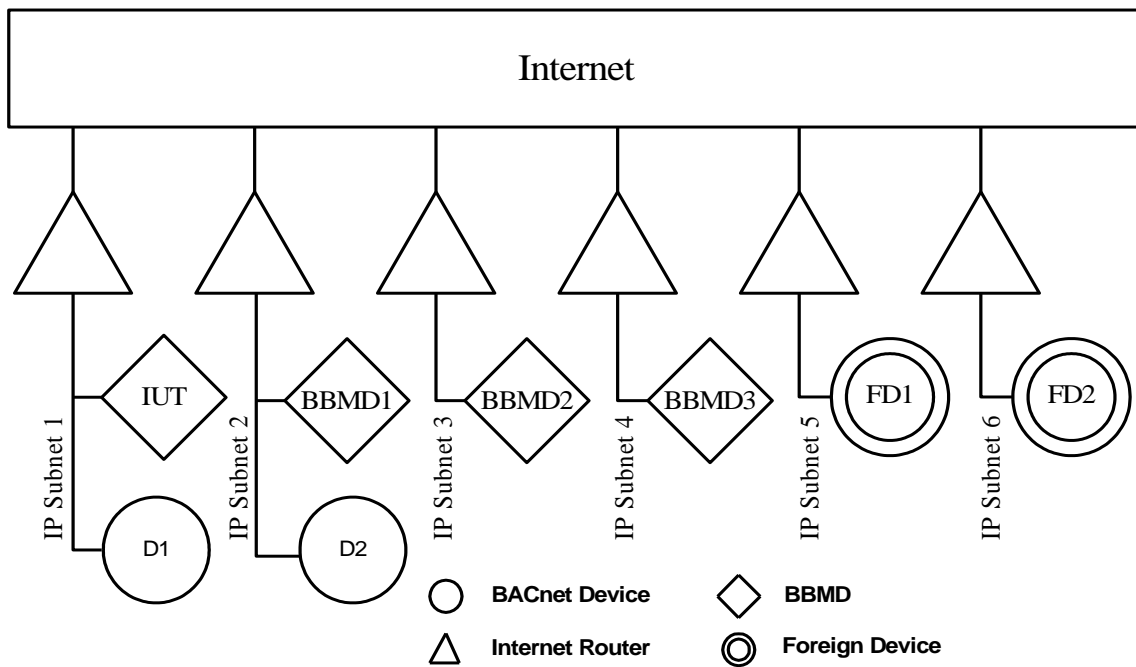 Internet
IP Subnet 1
IUT
D1
IP Subnet 2
BBMD1
D2
IP Subnet 3
BBMD2
IP Subnet 4
BBMD3
IP Subnet 5
FD1
IP Subnet 6
FD2
BACnet Device
BBMD
Internet Router
Foreign Device